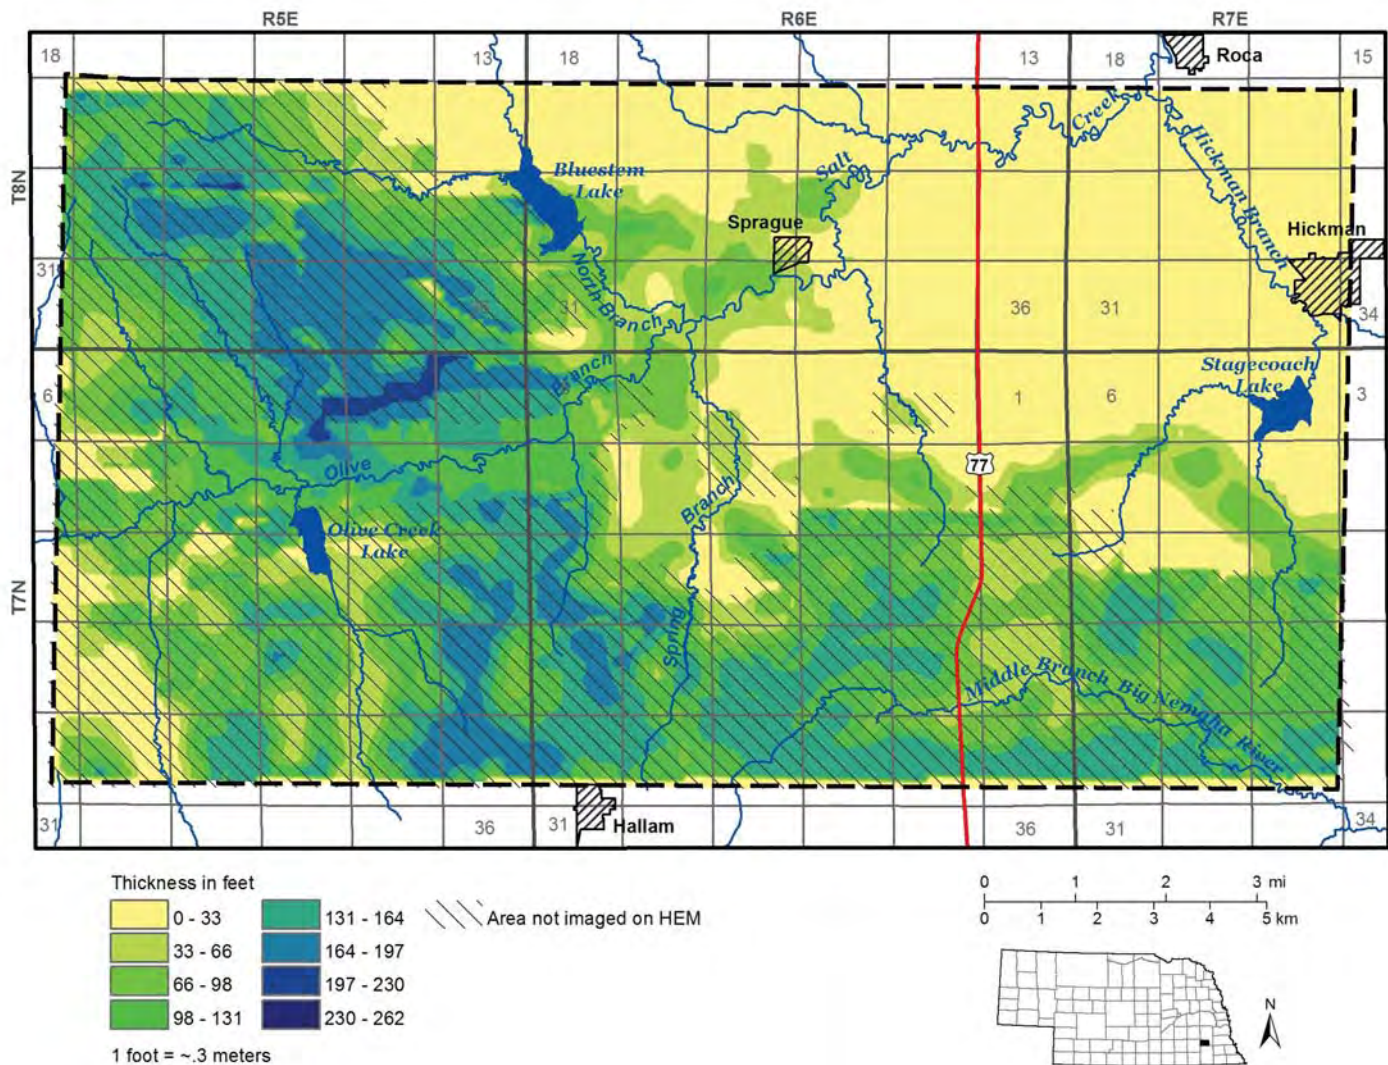 R5E R6E R7E
18 13 18 13 18 Roca 15
Creek
Hickman Branch
T8N
Bluestem
Lake
Salt
Sprague
Hickman
31 36 31 36 31 34
North Branch
Branch
Stagecoach
Lake
6 1 1 6 3
77
Olive
Branch
Olive Creek
Lake
T7N
Spring
Middle Branch Big Nemaha River
31 36 31 Hallam 36 31 34
Thickness in feet
0 - 33 131 - 164 Area not imaged on HEM
33 - 66 164 - 197
66 - 98 197 - 230
98 - 131 230 - 262
1 foot = ~.3 meters
0 1 2 3 mi
0 1 2 3 4 5 km
N